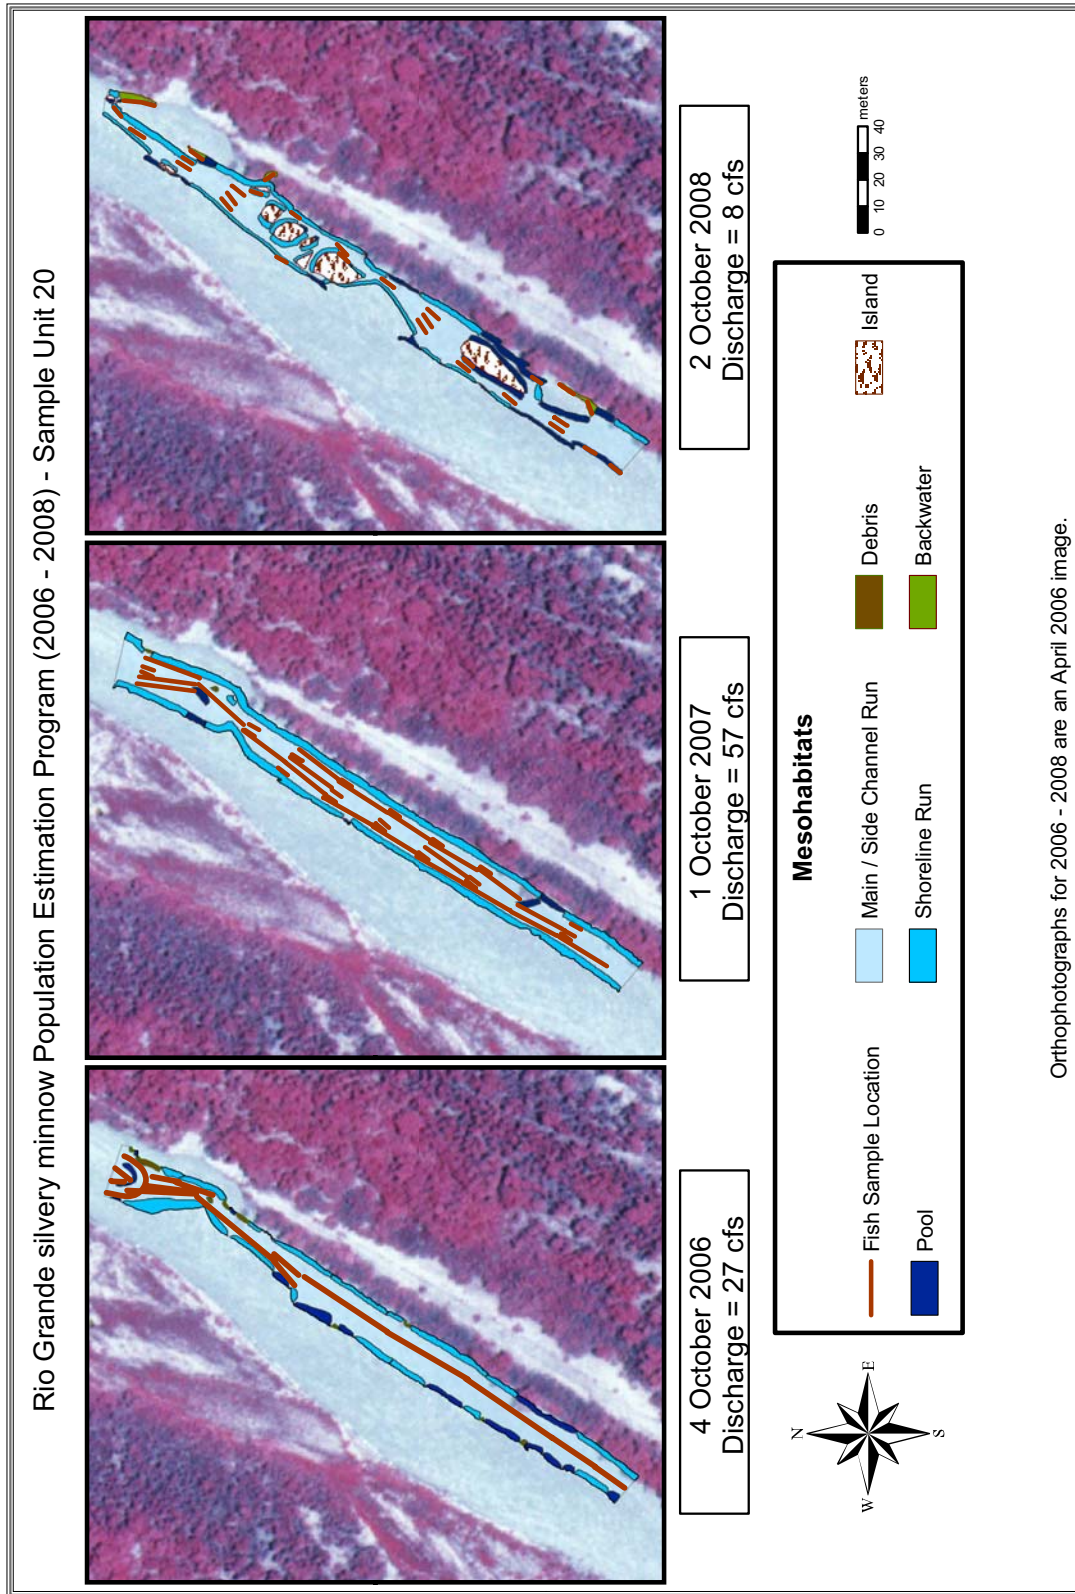 Rio Grande silvery minnow Population Estimation Program (2006 - 2008) - Sample Unit 20
4 October 2006
Discharge = 27 cfs
1 October 2007
Discharge = 57 cfs
2 October 2008
Discharge = 8 cfs
N
W
E
S
Mesohabitats
Fish Sample Location
Main / Side Channel Run
Debris
Island
Pool
Shoreline Run
Backwater
0 10 20 30 40
meters
Orthophotographs for 2006 - 2008 are an April 2006 image.